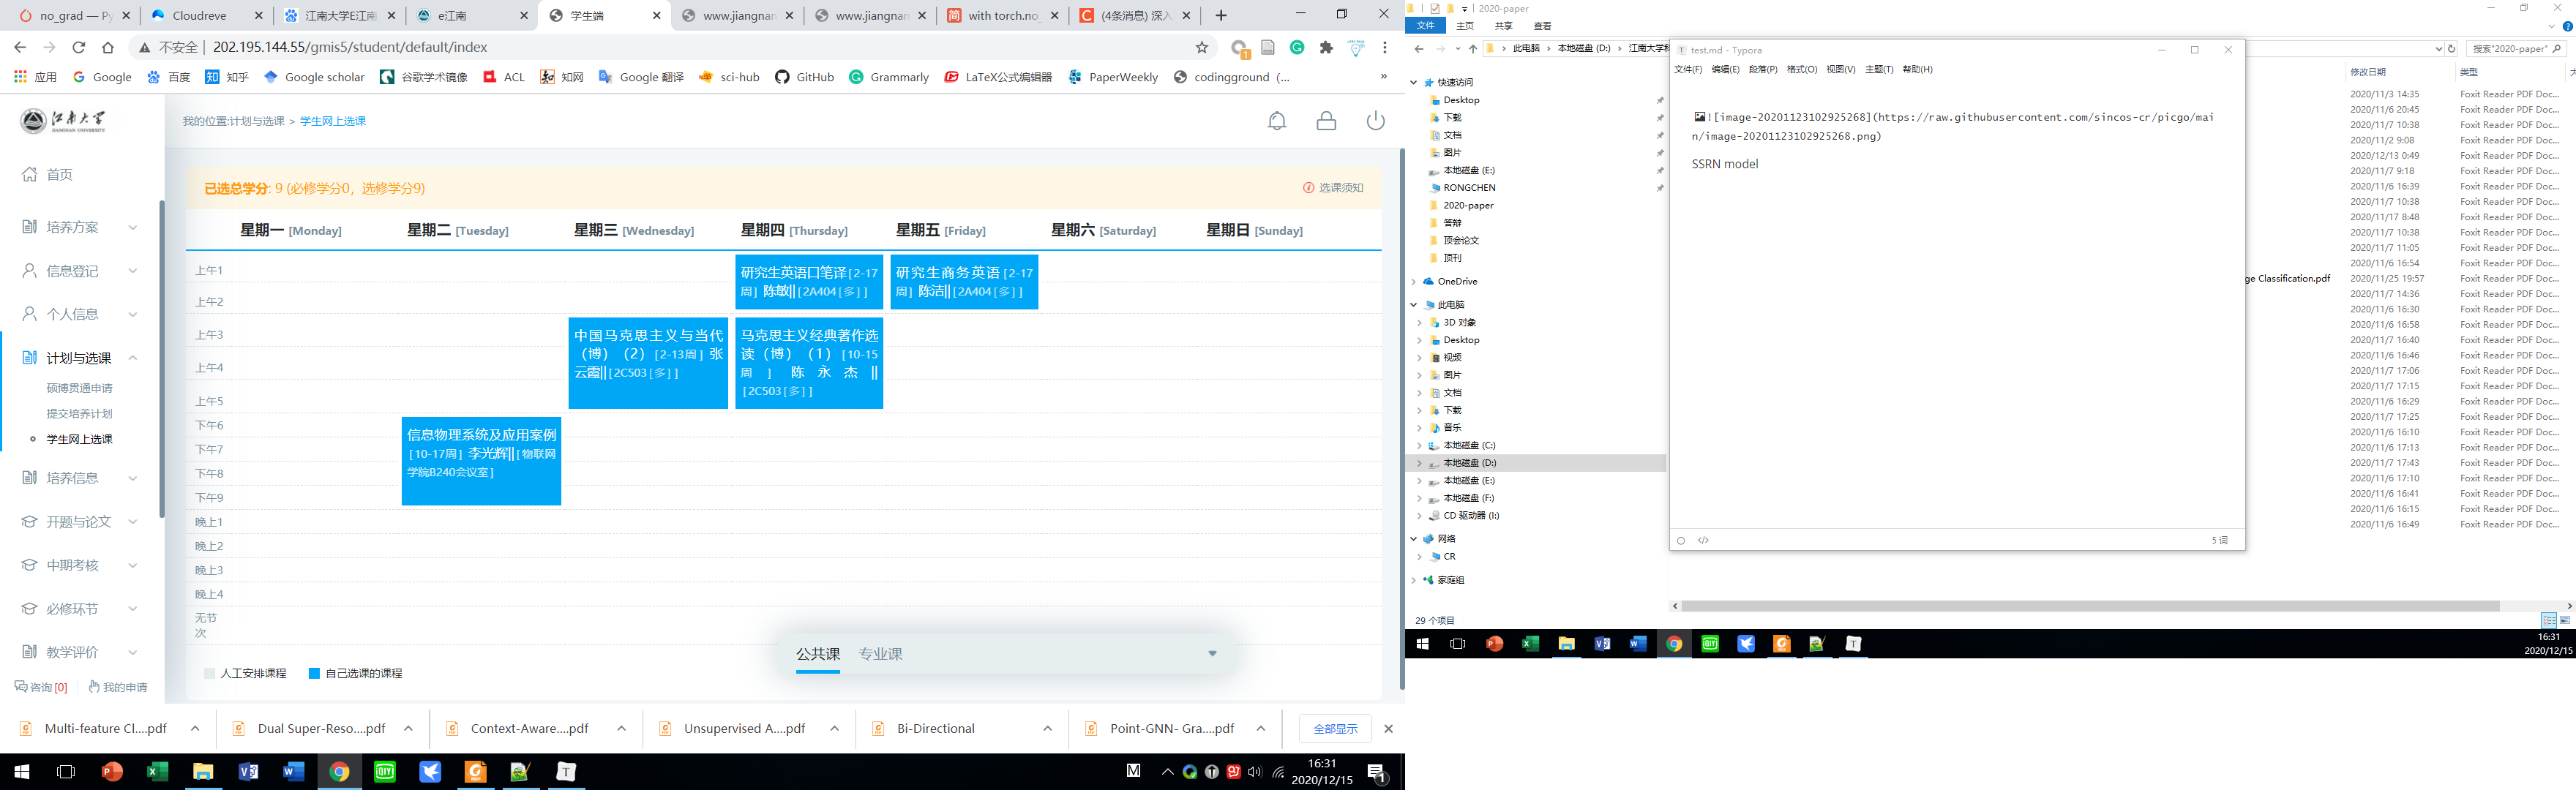 no_grad — Py
Cloudreve
江南大学E江南
e江南
学生端
www.jiangnan
www.jiangnan
with torch.no_
(4条消息) 深入
不安全 | 202.195.144.55/gmis5/student/default/index
应用
Google
百度
知乎
Google scholar
谷歌学术镜像
ACL
知网
Google 翻译
sci-hub
GitHub
Grammarly
LaTeX公式编辑器
PaperWeekly
codingground (...
»
江南大学
JIANGNAN UNIVERSITY
我的位置:计划与选课 > 学生网上选课
首页
培养方案
信息登记
个人信息
计划与选课
硕博贯通申请
提交培养计划
学生网上选课
培养信息
开题与论文
中期考核
必修环节
教学评价
咨询 [0]
我的申请
已选总学分: 9 (必修学分0，选修学分9)
选课须知
星期一 [Monday]
星期二 [Tuesday]
星期三 [Wednesday]
星期四 [Thursday]
星期五 [Friday]
星期六 [Saturday]
星期日 [Sunday]
上午1
上午2
上午3
上午4
上午5
下午6
下午7
下午8
下午9
晚上1
晚上2
晚上3
晚上4
无节
次
研究生英语口笔译[2-17
周] 陈敏||[2A404[多]]
研究生商务英语[2-17
周] 陈洁||[2A404[多]]
中国马克思主义与当代
（博）（2）[2-13周] 张
云霞||[2C503[多]]
马克思主义经典著作选
读（博）（1）[10-15
周] 陈永杰||
[2C503[多]]
信息物理系统及应用案例
[10-17周] 李光辉||[物联网
学院B240会议室]
公共课
专业课
人工安排课程
自己选课的课程
Multi-feature Cl....pdf
Dual Super-Reso....pdf
Context-Aware....pdf
Unsupervised A....pdf
Bi-Directional
Point-GNN- Gra....pdf
全部显示
16:31
2020/12/15
2020-paper
文件
主页
共享
查看
此电脑 › 本地磁盘 (D:) › 江南大学
搜索"2020-paper"
快速访问
Desktop
下载
文档
图片
本地磁盘 (E:)
RONGCHEN
2020-paper
答辩
顶会论文
顶刊
OneDrive
此电脑
3D 对象
Desktop
视频
图片
文档
下载
音乐
本地磁盘 (C:)
本地磁盘 (D:)
本地磁盘 (E:)
本地磁盘 (F:)
CD 驱动器 (I:)
网络
CR
家庭组
29 个项目
test.md - Typora
文件(F) 编辑(E) 段落(P) 格式(O) 视图(V) 主题(T) 帮助(H)
![image-20201123102925268](https://raw.githubusercontent.com/sincos-cr/picgo/mai
n/image-20201123102925268.png)
SSRN model
5 词
修改日期 类型
2020/11/3 14:35 Foxit Reader PDF Doc...
2020/11/6 20:45 Foxit Reader PDF Doc...
2020/11/7 10:38 Foxit Reader PDF Doc...
2020/11/2 9:08 Foxit Reader PDF Doc...
2020/12/13 0:49 Foxit Reader PDF Doc...
2020/11/7 9:18 Foxit Reader PDF Doc...
2020/11/6 16:39 Foxit Reader PDF Doc...
2020/11/7 10:38 Foxit Reader PDF Doc...
2020/11/17 8:48 Foxit Reader PDF Doc...
2020/11/7 10:38 Foxit Reader PDF Doc...
2020/11/7 11:05 Foxit Reader PDF Doc...
2020/11/6 16:54 Foxit Reader PDF Doc...
ge Classification.pdf 2020/11/25 19:57 Foxit Reader PDF Doc...
2020/11/7 14:36 Foxit Reader PDF Doc...
2020/11/6 16:30 Foxit Reader PDF Doc...
2020/11/6 16:58 Foxit Reader PDF Doc...
2020/11/7 16:40 Foxit Reader PDF Doc...
2020/11/6 16:46 Foxit Reader PDF Doc...
2020/11/7 17:06 Foxit Reader PDF Doc...
2020/11/7 17:15 Foxit Reader PDF Doc...
2020/11/6 16:29 Foxit Reader PDF Doc...
2020/11/7 17:25 Foxit Reader PDF Doc...
2020/11/6 16:10 Foxit Reader PDF Doc...
2020/11/6 17:13 Foxit Reader PDF Doc...
2020/11/7 17:43 Foxit Reader PDF Doc...
2020/11/6 17:10 Foxit Reader PDF Doc...
2020/11/6 16:41 Foxit Reader PDF Doc...
2020/11/6 16:15 Foxit Reader PDF Doc...
2020/11/6 16:49 Foxit Reader PDF Doc...
16:31
2020/12/15